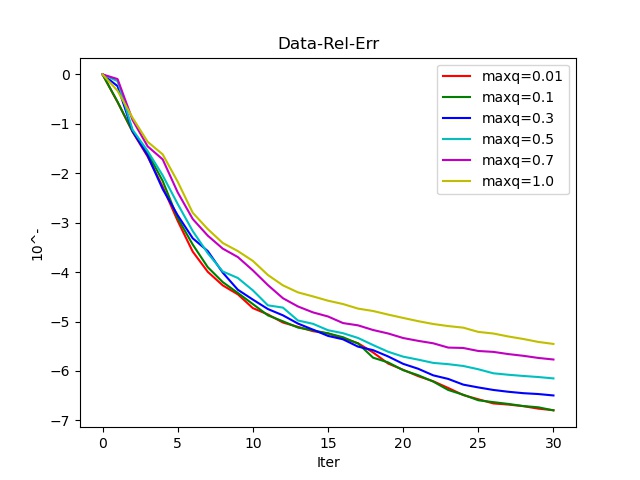 Data-Rel-Err
maxq=0.01
maxq=0.1
maxq=0.3
maxq=0.5
maxq=0.7
maxq=1.0
10^-
0
−1
−2
−3
−4
−5
−6
−7
0 5 10 15 20 25 30
Iter